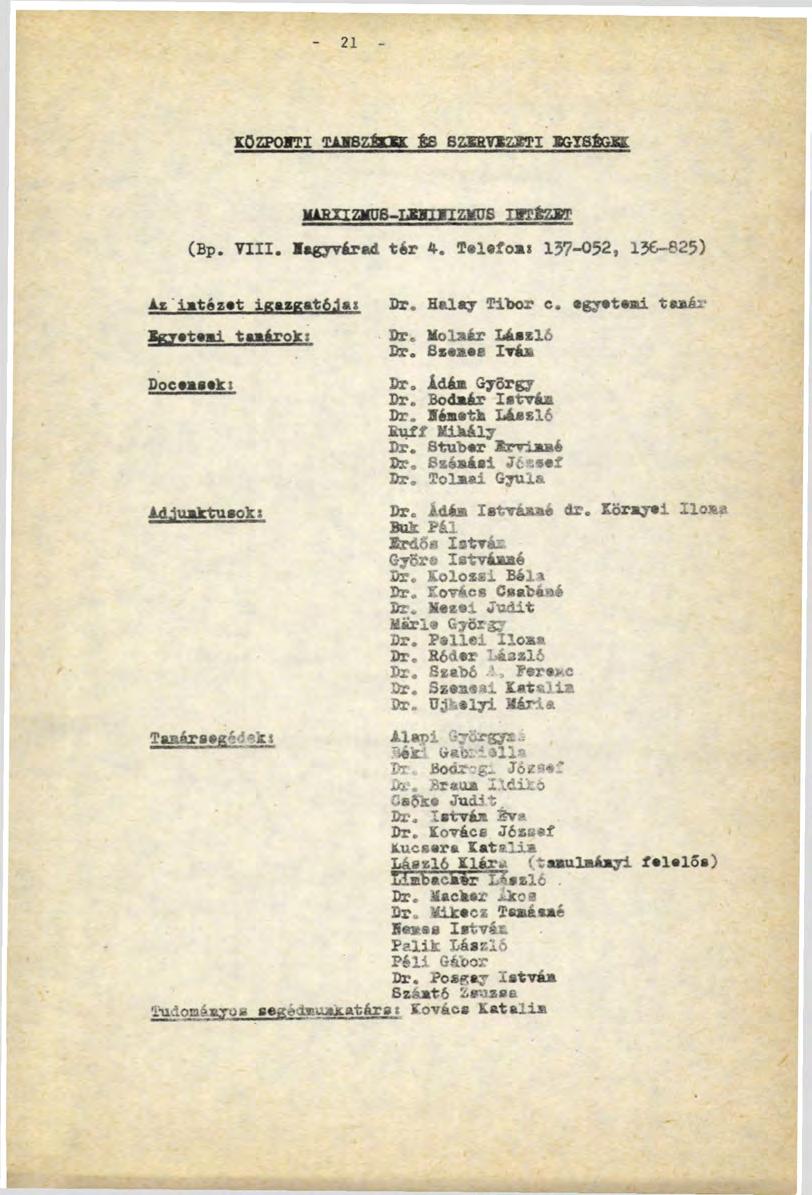 - 21 -
KÖZPONTI TANSZÉKEK ÉS SZERVEZETI EGYSÉGEK
MARXIZMUS-LENINIZMUS INTÉZET
(Bp. VIII. Nagyvárad tér 4. Telefon: 137-052, 136-825)
Az intézet igazgatója: Dr. Halay Tibor c. egyetemi tanár
Egyetemi tanárok: Dr. Molnár László
Dr. Szemes Iván
Docensek: Dr. Ádám György
Dr. Bodnár István
Dr. Németh László
Ruff Mihály
Dr. Stuber Ervinné
Dr. Szénási József
Dr. Tolnai Gyula
Adjunktusok: Dr. Ádám Istvánné dr. Környei Ilona
Buk Pál
Erdős István
Györe Istvánné
Dr. Kolozsi Béla
Dr. Kovács Csabáné
Dr. Mezei Judit
Märle György
Dr. Pellei Ilona
Dr. Róder László
Dr. Szabó A. Ferenc
Dr. Szenesi Katalin
Dr. Ujhelyi Mária
Tanársegédek: Alapi Györgyné
Béki Gabriella
Dr. Bodrogi József
Dr. Braun Ildikó
Csőke Judit
Dr. István Éva
Dr. Kovács József
Kucsera Katalin
László Klára (tanulmányi felelős)
Limbacher László
Dr. Macher Ákos
Dr. Mikecz Tamásné
Nemes István
Palik László
Péli Gábor
Dr. Posgay István
Szántó Zsuzsa
Tudományos segédmunkatárs: Kovács Katalin